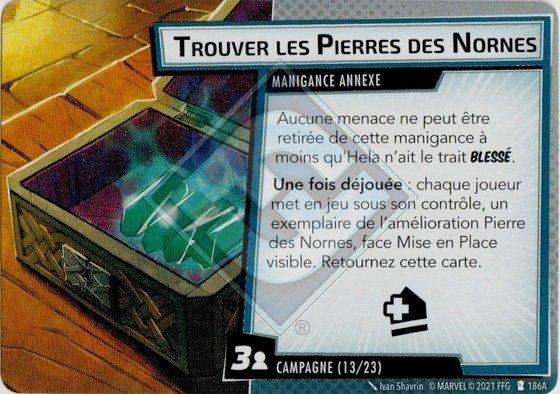 TROUVER LES PIERRES DES NORNES
MANIGANCE ANNEXE
Aucune menace ne peut être
retirée de cette manigance à
moins qu'Hela n'ait le trait BLESSÉ.
Une fois déjouée : chaque joueur
met en jeu sous son contrôle, un
exemplaire de l'amélioration Pierre
des Nornes, face Mise en Place
visible. Retournez cette carte.
®
3
CAMPAGNE (13/23)
Ivan Shavrin © MARVEL © 2021 FFG 186A